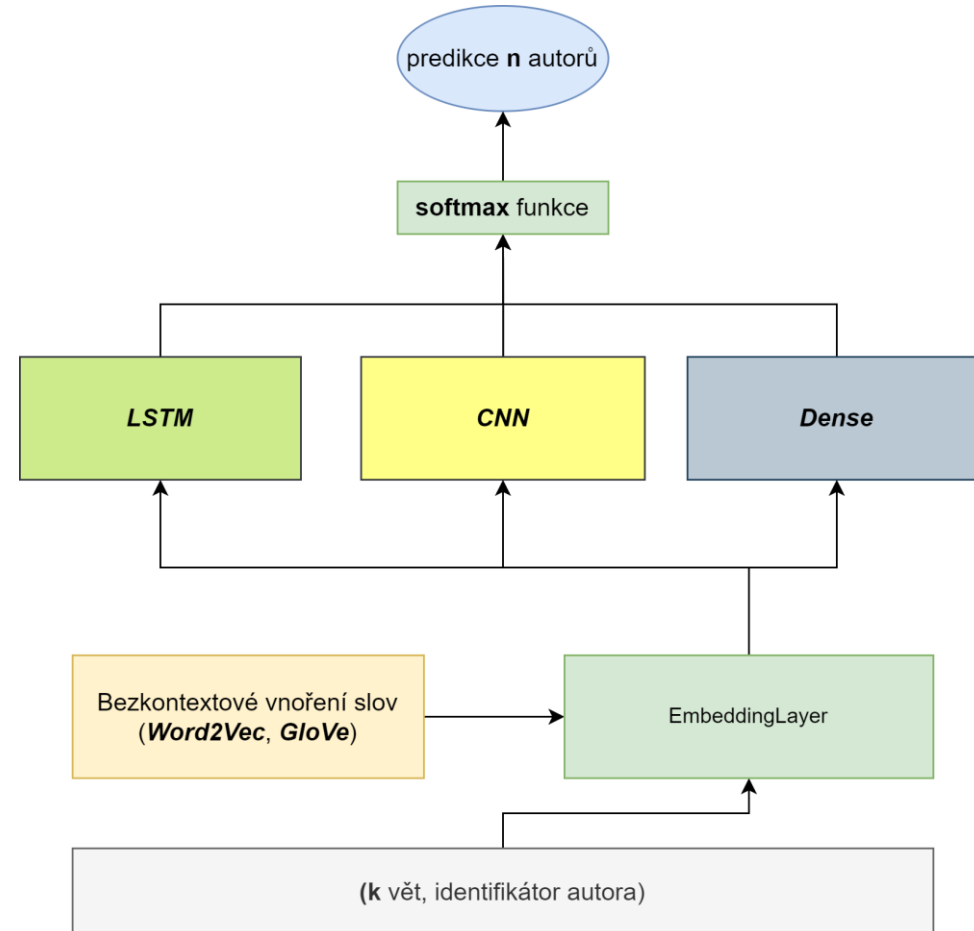 predikce n autorů
softmax funkce
LSTM
CNN
Dense
Bezkontextové vnoření slov
(Word2Vec, GloVe)
EmbeddingLayer
(k vět, identifikátor autora)